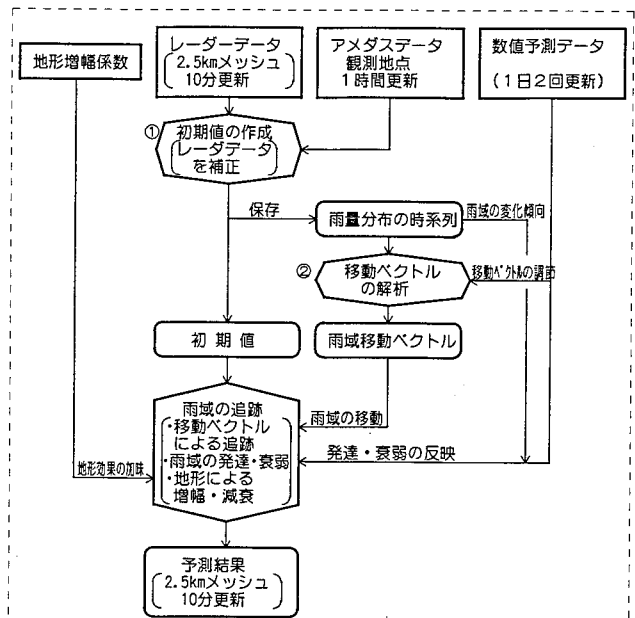 地形増幅係数
レーダーデータ
2.5kmメッシュ
10分更新
アメダスデータ
観測地点
1時間更新
数値予測データ
(1日2回更新)
①
初期値の作成
レーダデータ
を補正
保存
雨量分布の時系列
雨域の変化傾向
②
移動ベクトル
の解析
移動ベクトルの調節
初期値
雨域移動ベクトル
雨域の追跡
・移動ベクトル
による追跡
・雨域の発達・衰弱
・地形による
増幅・減衰
雨域の移動
発達・衰弱の反映
地形効果の加味
予測結果
2.5kmメッシュ
10分更新